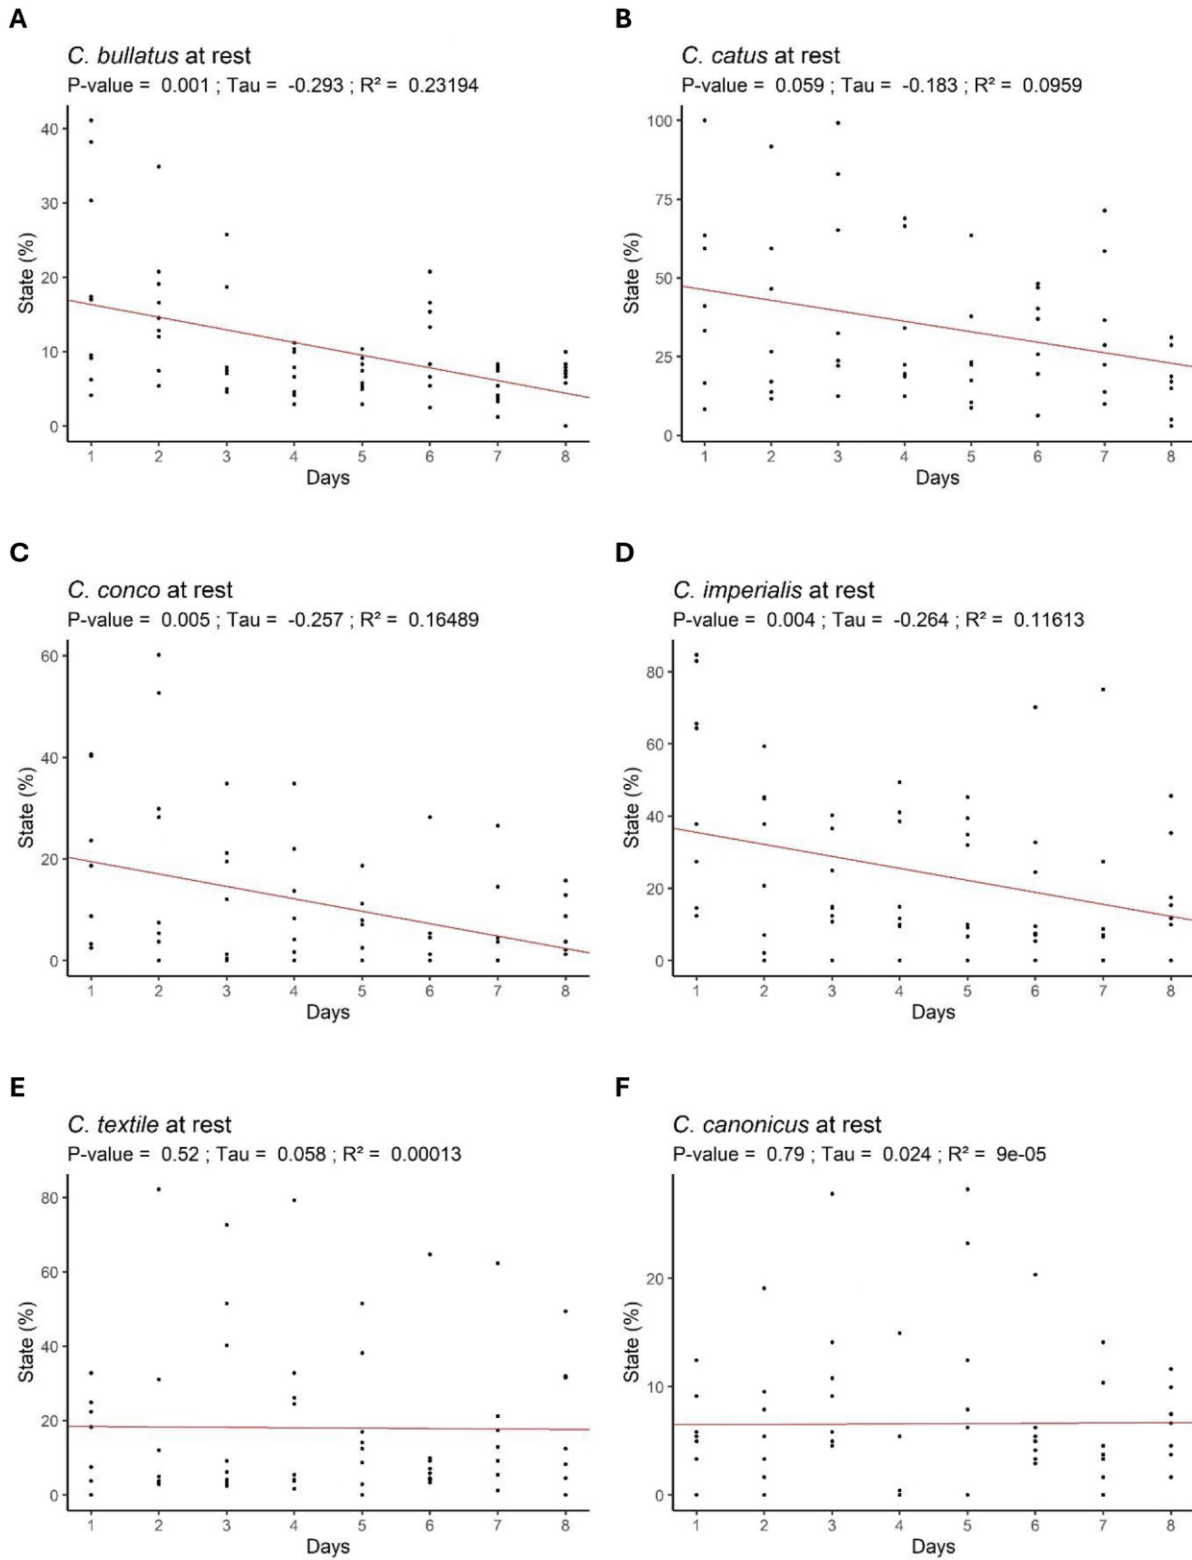 A
C. bullatus at rest
P-value = 0.001 ; Tau = -0.293 ; R² = 0.23194
State (%)
40
30
20
10
0
1 2 3 4 5 6 7 8
Days
B
C. catus at rest
P-value = 0.059 ; Tau = -0.183 ; R² = 0.0959
State (%)
100
75
50
25
0
1 2 3 4 5 6 7 8
Days
C
C. conco at rest
P-value = 0.005 ; Tau = -0.257 ; R² = 0.16489
State (%)
60
40
20
0
1 2 3 4 5 6 7 8
Days
D
C. imperialis at rest
P-value = 0.004 ; Tau = -0.264 ; R² = 0.11613
State (%)
80
60
40
20
0
1 2 3 4 5 6 7 8
Days
E
C. textile at rest
P-value = 0.52 ; Tau = 0.058 ; R² = 0.00013
State (%)
80
60
40
20
0
1 2 3 4 5 6 7 8
Days
F
C. canonicus at rest
P-value = 0.79 ; Tau = 0.024 ; R² = 9e-05
State (%)
20
10
0
1 2 3 4 5 6 7 8
Days